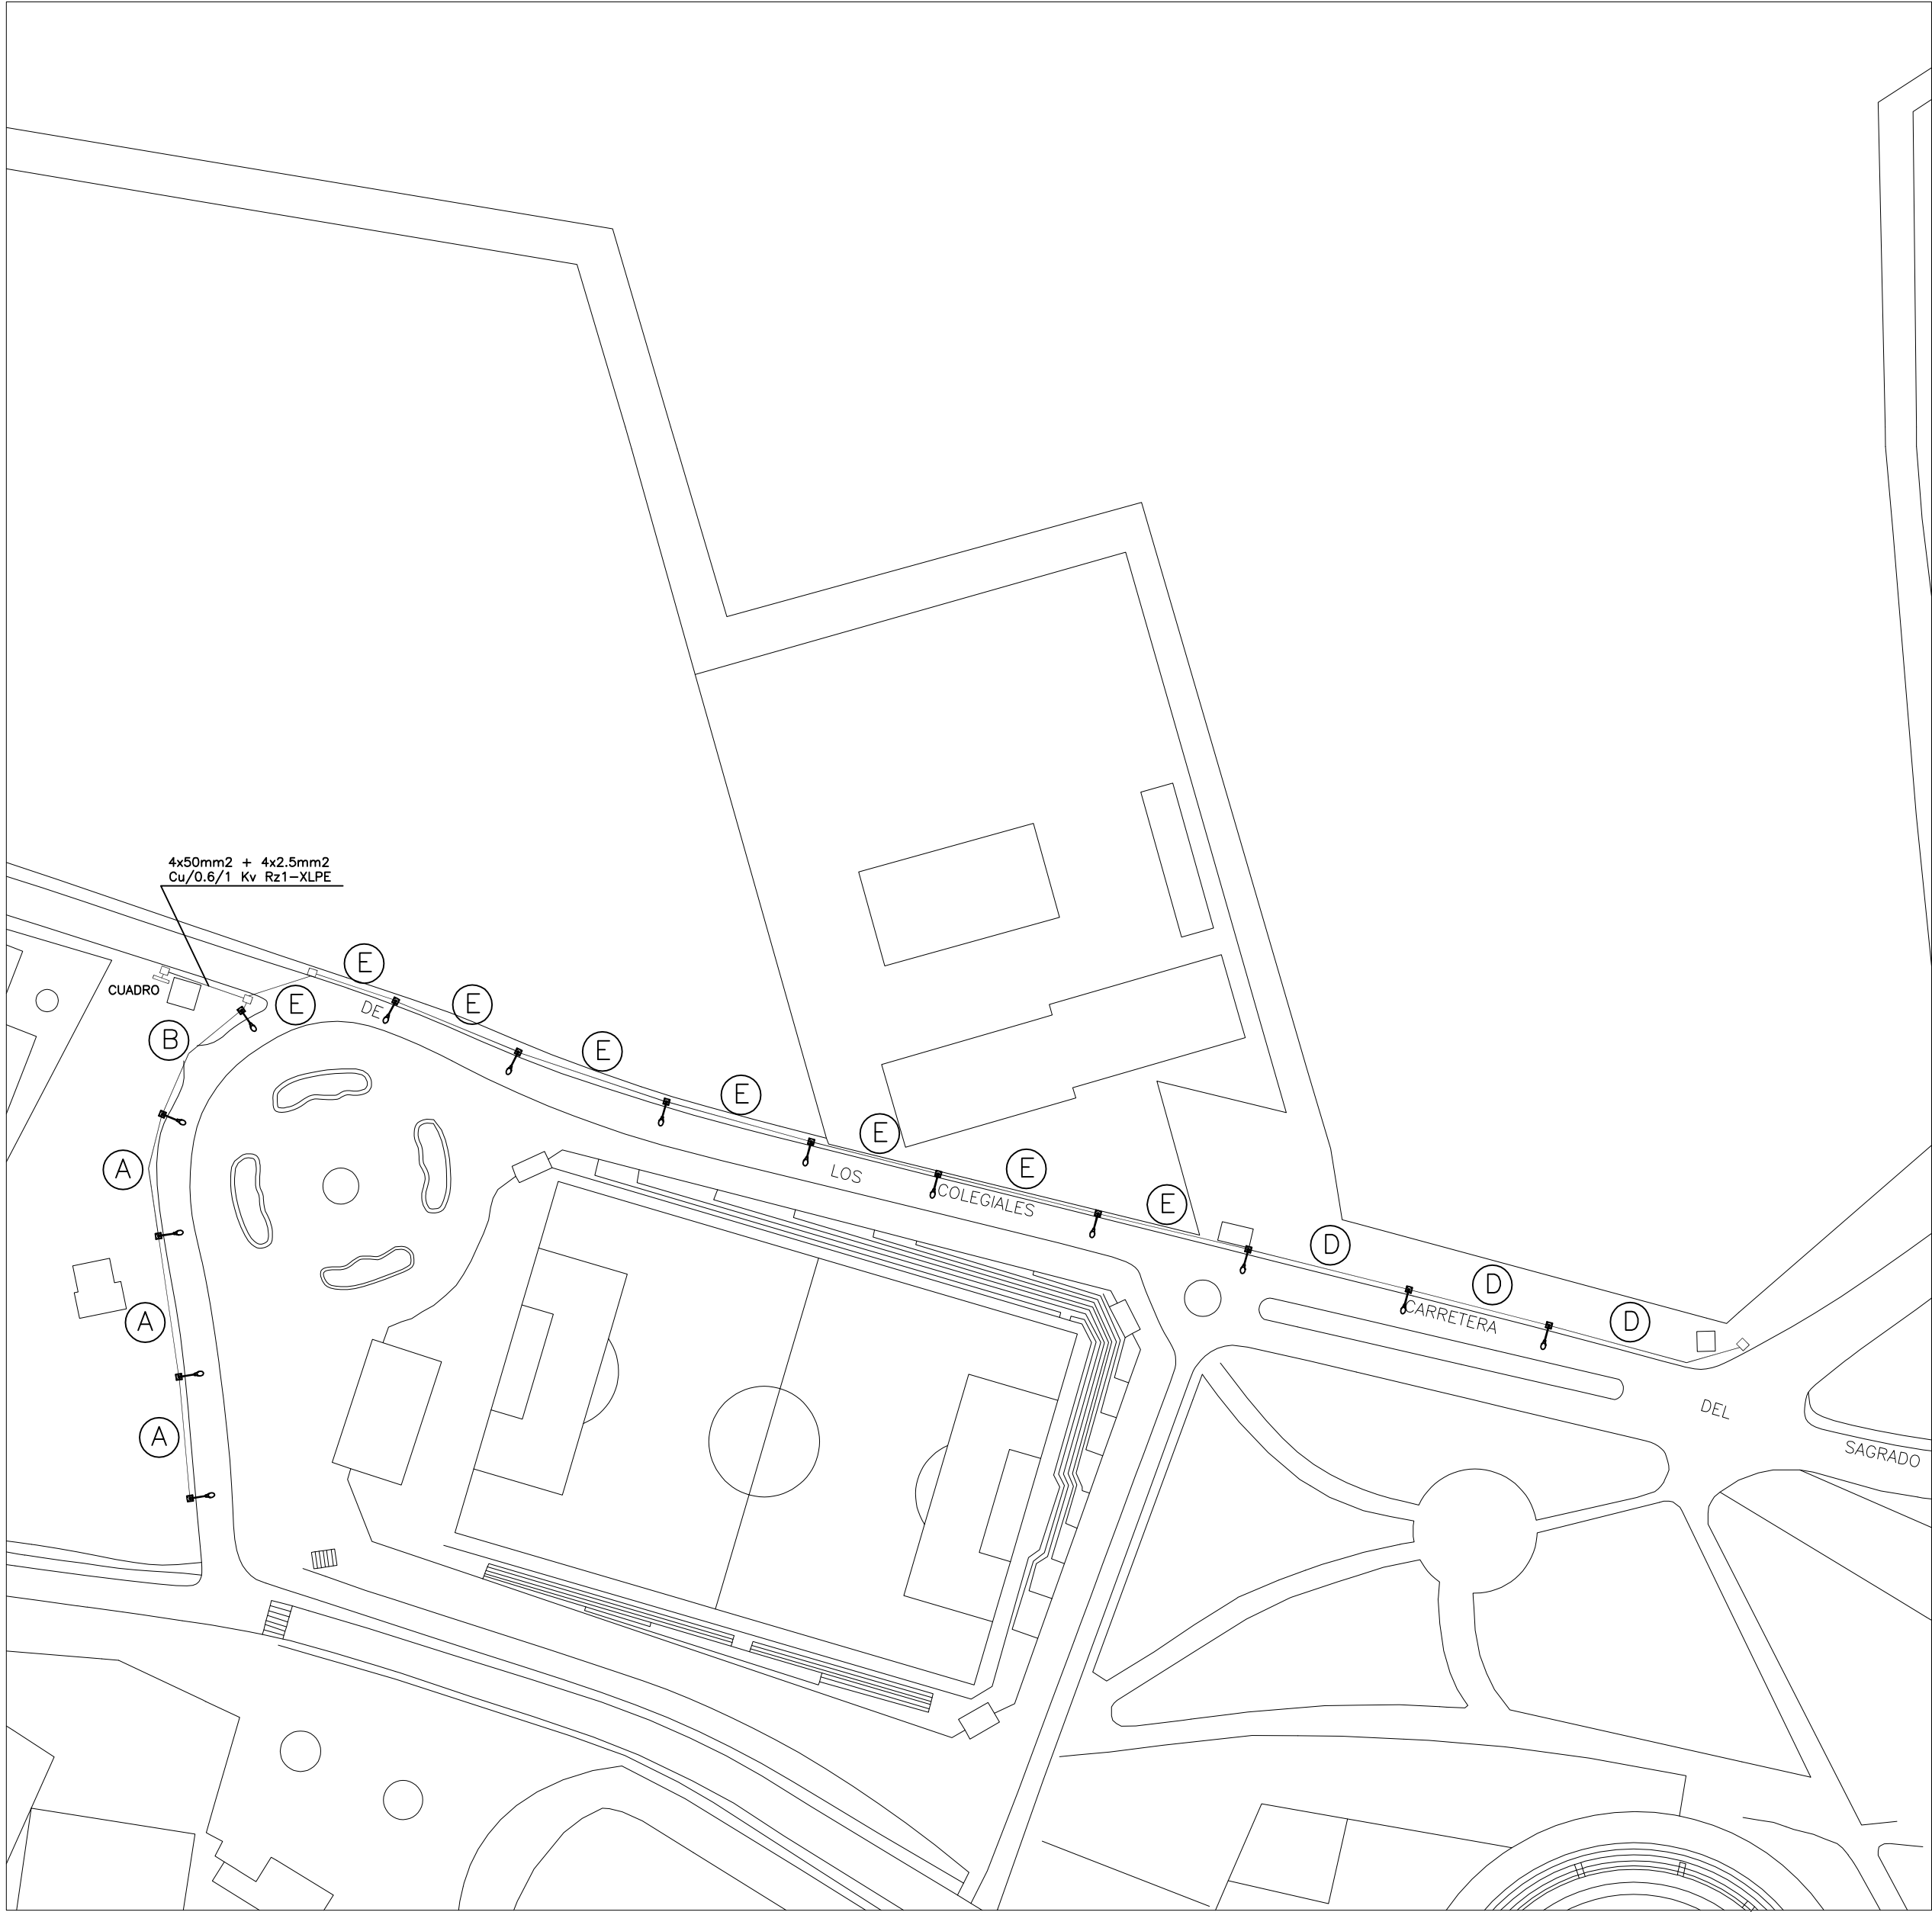 4x50mm2 + 4x2.5mm2
Cu/0.6/1 Kv Rz1-XLPE
CUADRO
E
E
E
E
E
E
E
E
B
A
A
A
D
D
D
DE
LOS
COLEGIALES
CARRETERA
DEL
SAGRADO